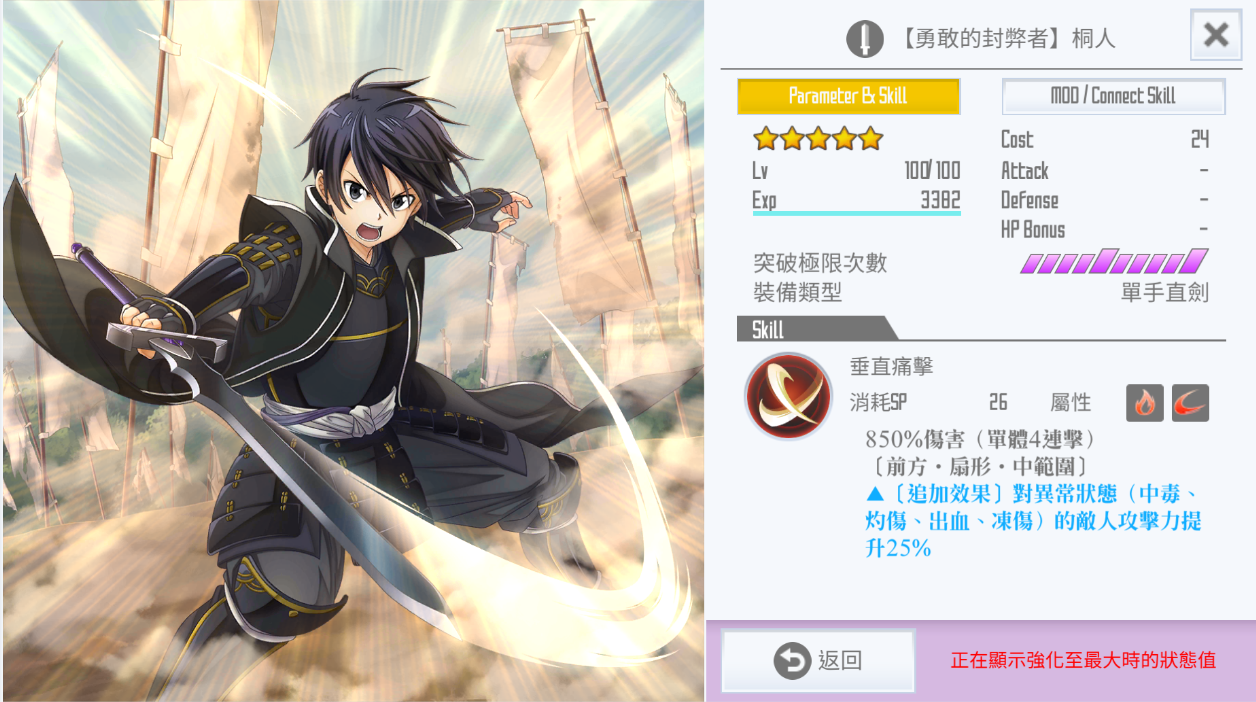 【勇敢的封弊者】桐人
Parameter & Skill
MOD / Connect Skill
Lv 100/100
Exp 3382
Cost 24
Attack -
Defense -
HP Bonus -
突破極限次數
裝備類型 單手直劍
Skill
垂直痛擊
消耗SP 26 屬性
850%傷害（單體4連擊）
〔前方・扇形・中範圍〕
▲〔追加效果〕對異常狀態（中毒、
灼傷、出血、凍傷）的敵人攻擊力提
升25%
返回
正在顯示強化至最大時的狀態值